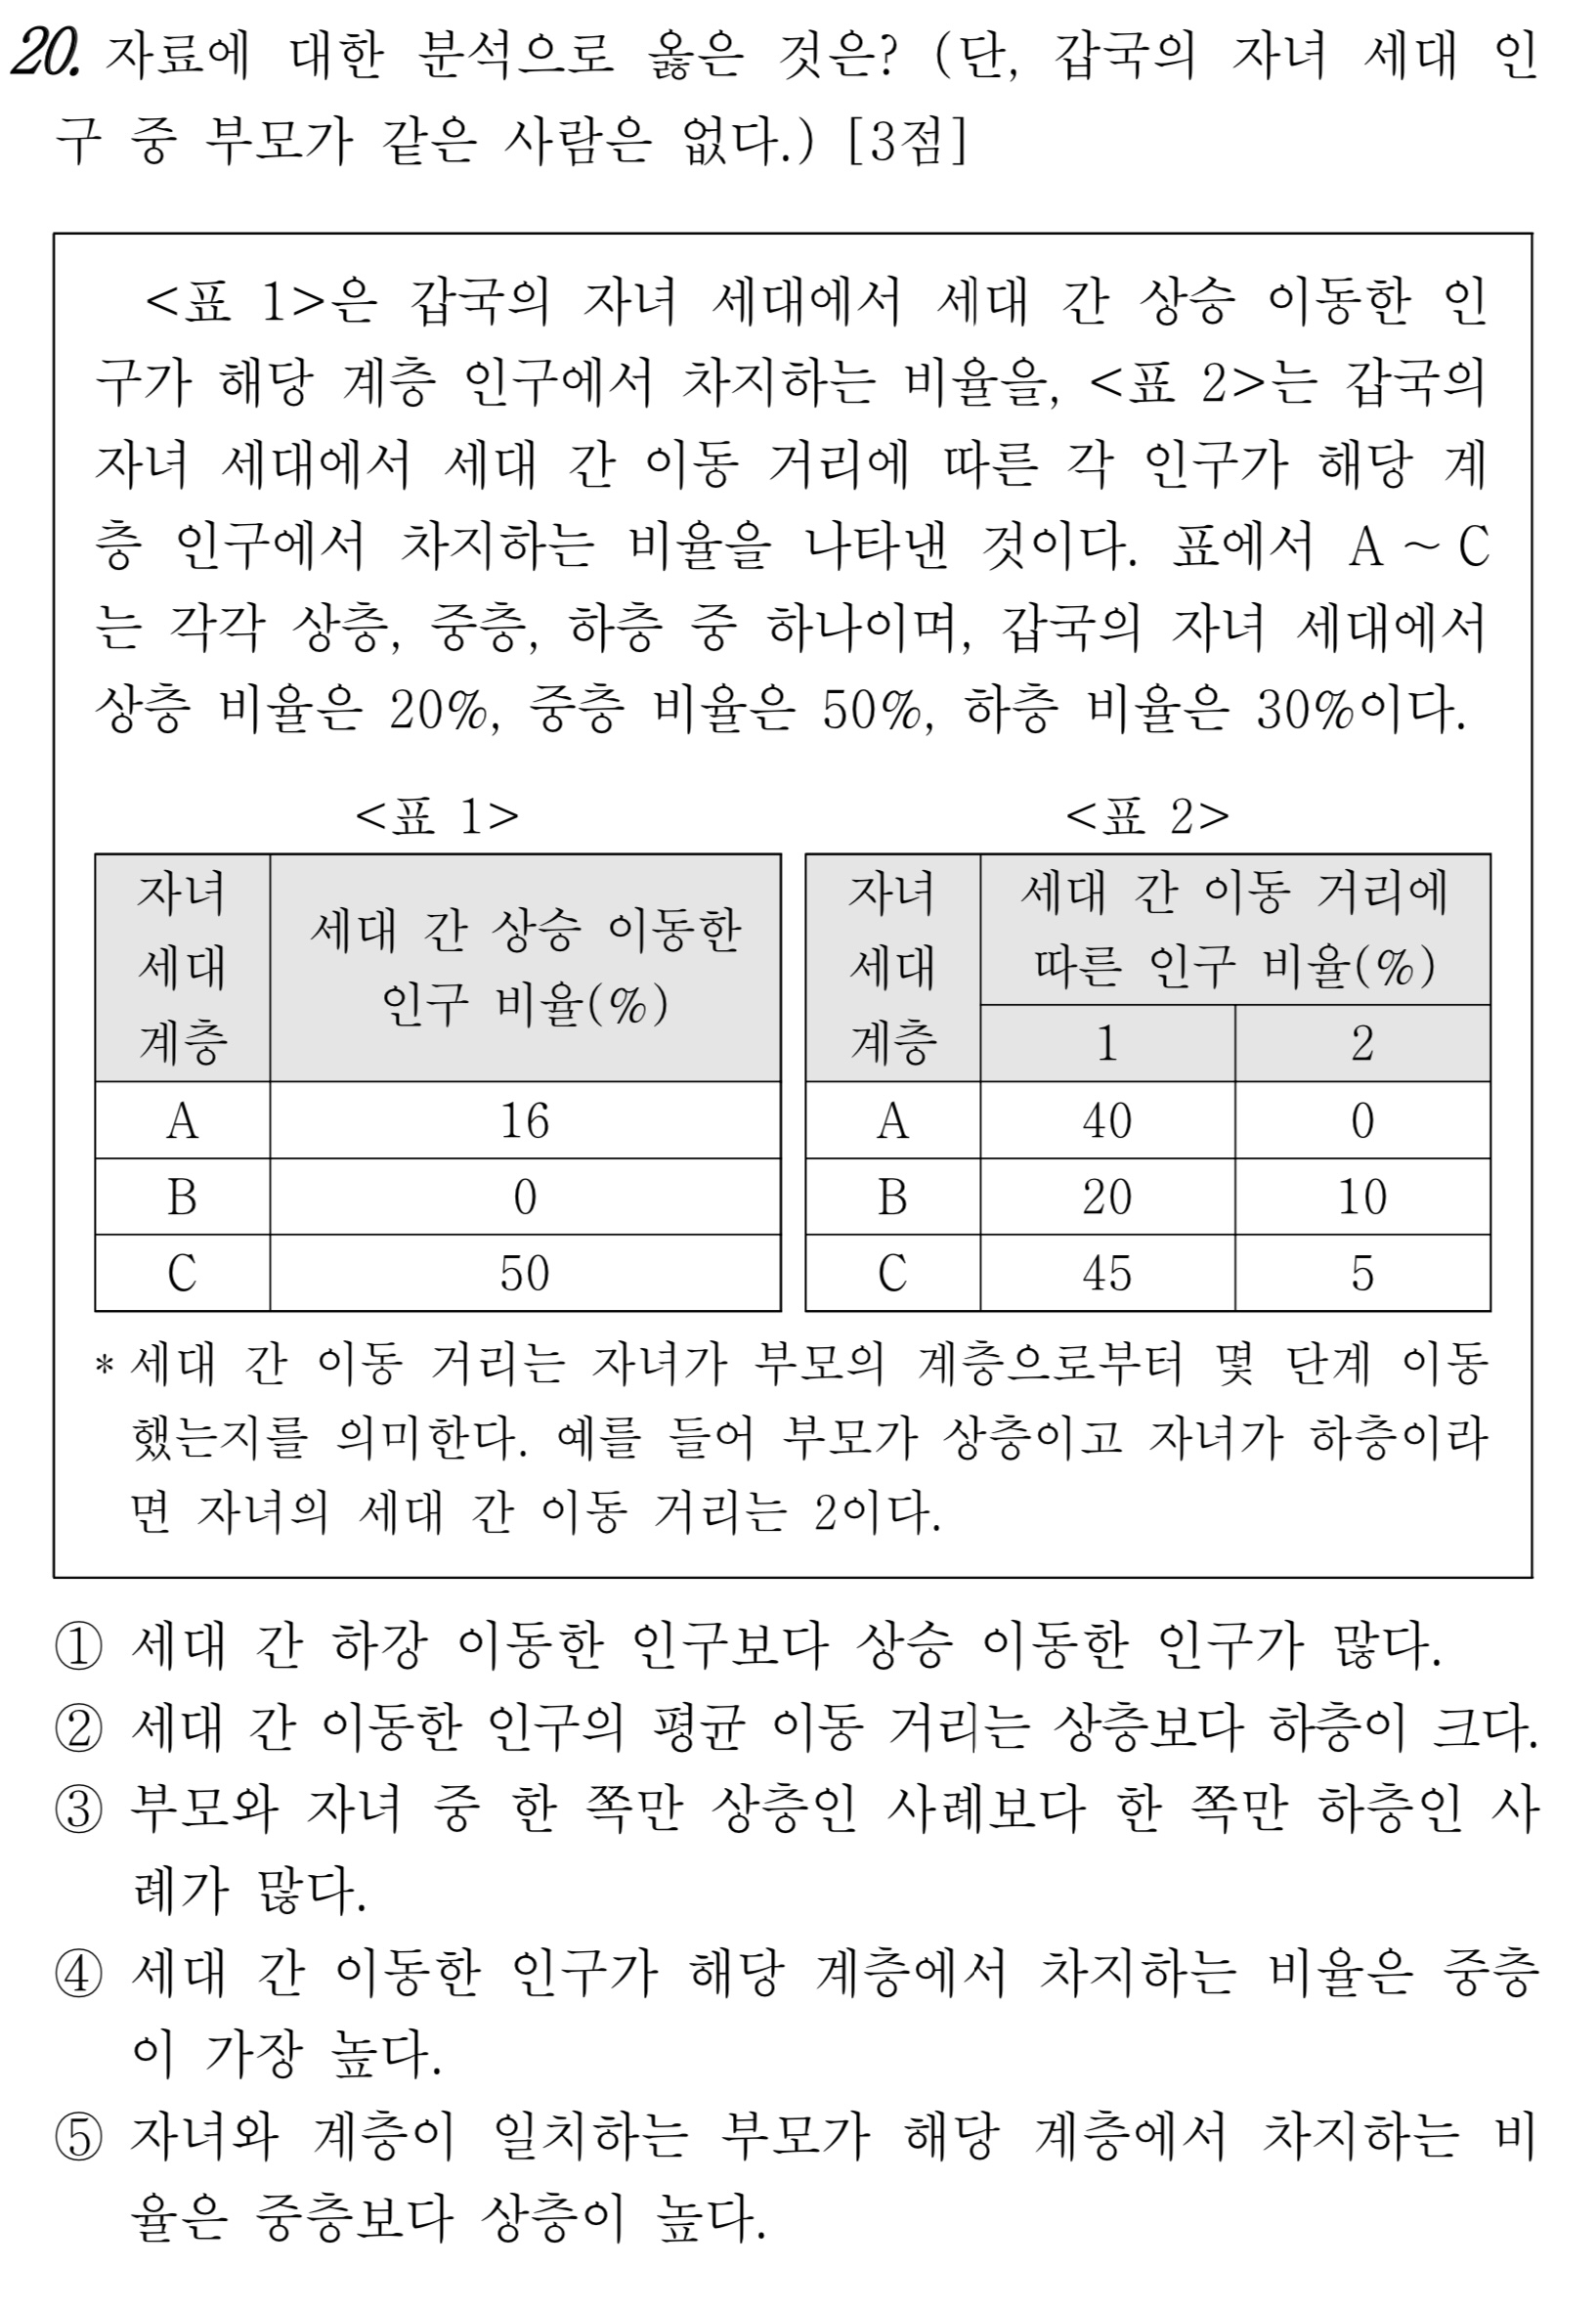 20. 자료에 대한 분석으로 옳은 것은? (단, 갑국의 자녀 세대 인
구 중 부모가 같은 사람은 없다.) [3점]
<표 1>은 갑국의 자녀 세대에서 세대 간 상승 이동한 인
구가 해당 계층 인구에서 차지하는 비율을, <표 2>는 갑국의
자녀 세대에서 세대 간 이동 거리에 따른 각 인구가 해당 계
층 인구에서 차지하는 비율을 나타낸 것이다. 표에서 A ~ C
는 각각 상층, 중층, 하층 중 하나이며, 갑국의 자녀 세대에서
상층 비율은 20%, 중층 비율은 50%, 하층 비율은 30%이다.
<표 1>
자녀
세대
계층
세대 간 상승 이동한
인구 비율(%)
A 16
B 0
C 50
<표 2>
자녀
세대
계층
세대 간 이동 거리에
따른 인구 비율(%)
1 2
A 40 0
B 20 10
C 45 5
* 세대 간 이동 거리는 자녀가 부모의 계층으로부터 몇 단계 이동
했는지를 의미한다. 예를 들어 부모가 상층이고 자녀가 하층이라
면 자녀의 세대 간 이동 거리는 2이다.
① 세대 간 하강 이동한 인구보다 상승 이동한 인구가 많다.
② 세대 간 이동한 인구의 평균 이동 거리는 상층보다 하층이 크다.
③ 부모와 자녀 중 한 쪽만 상층인 사례보다 한 쪽만 하층인 사
례가 많다.
④ 세대 간 이동한 인구가 해당 계층에서 차지하는 비율은 중층
이 가장 높다.
⑤ 자녀와 계층이 일치하는 부모가 해당 계층에서 차지하는 비
율은 중층보다 상층이 높다.